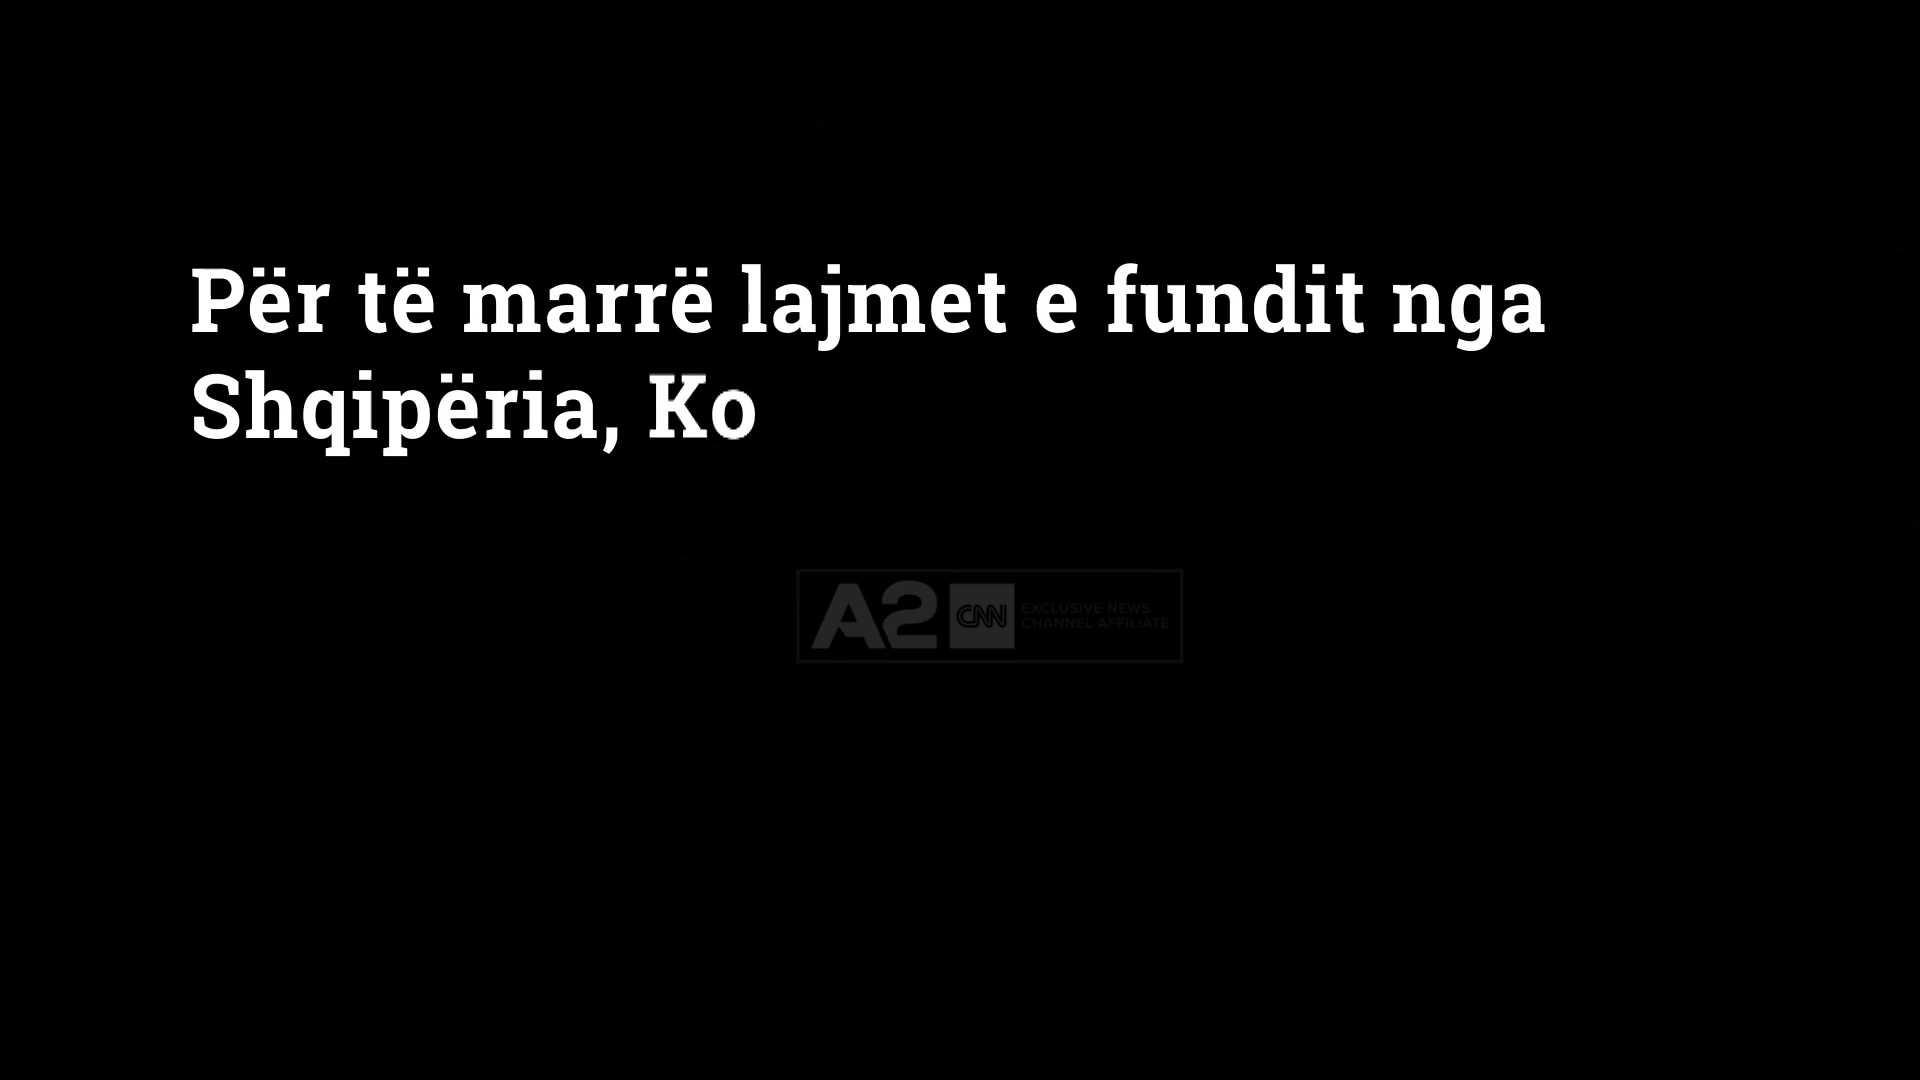 Për të marrë lajmet e fundit nga
Shqipëria, Ko
A2 CNN EXCLUSIVE NEWS
CHANNEL AFFILIATE